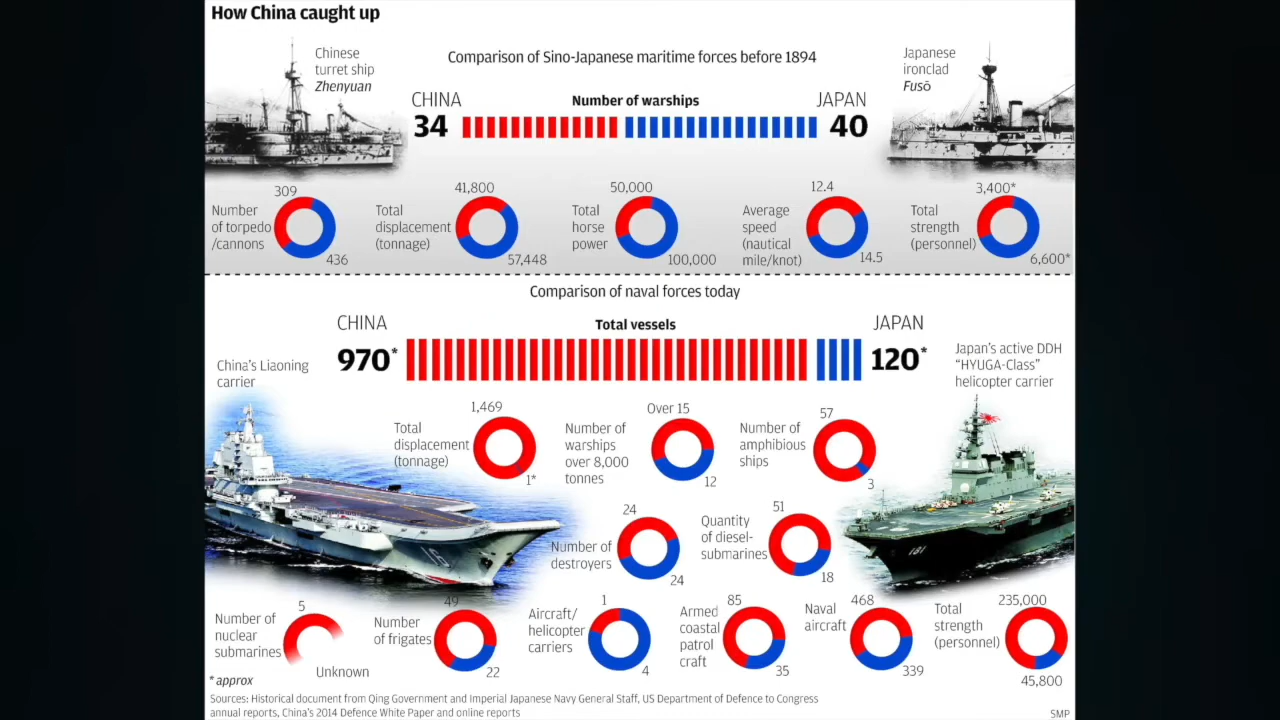 How China caught up
Chinese
turret ship
Zhenyuan
Comparison of Sino-Japanese maritime forces before 1894
Japanese
ironclad
Fusō
CHINA
34
Number of warships
JAPAN
40
309
Number
of torpedo
/cannons
436
41,800
Total
displacement
(tonnage)
57,448
50,000
Total
horse
power
100,000
12.4
Average
speed
(nautical
mile/knot)
14.5
3,400*
Total
strength
(personnel)
6,600*
Comparison of naval forces today
CHINA
970*
Total vessels
JAPAN
120*
China's Liaoning
carrier
Japan's active DDH
“HYUGA-Class”
helicopter carrier
1,469
Total
displacement
(tonnage)
1*
Over 15
Number of
warships
over 8,000
tonnes
12
57
Number of
amphibious
ships
3
24
Number of
destroyers
24
51
Quantity
of diesel-
submarines
18
16
181
5
Number of
nuclear
submarines
Unknown
49
Number
of frigates
22
1
Aircraft/
helicopter
carriers
4
85
Armed
coastal
patrol
craft
35
468
Naval
aircraft
339
235,000
Total
strength
(personnel)
45,800
* approx
Sources: Historical document from Qing Government and Imperial Japanese Navy General Staff, US Department of Defence to Congress
annual reports, China's 2014 Defence White Paper and online reports
SMP